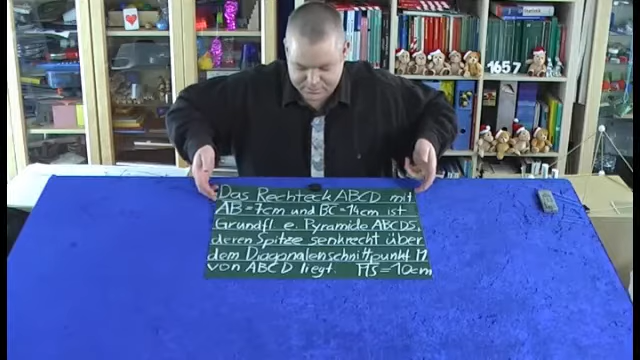 1657
Das Rechteck ABCD mit
AB=7cm und BC=14cm ist
Grundfl e. Pyramide ABCDS,
deren Spitze senkrecht über
dem Diagonalenschnittpunkt M
von ABCD liegt. MS=10cm